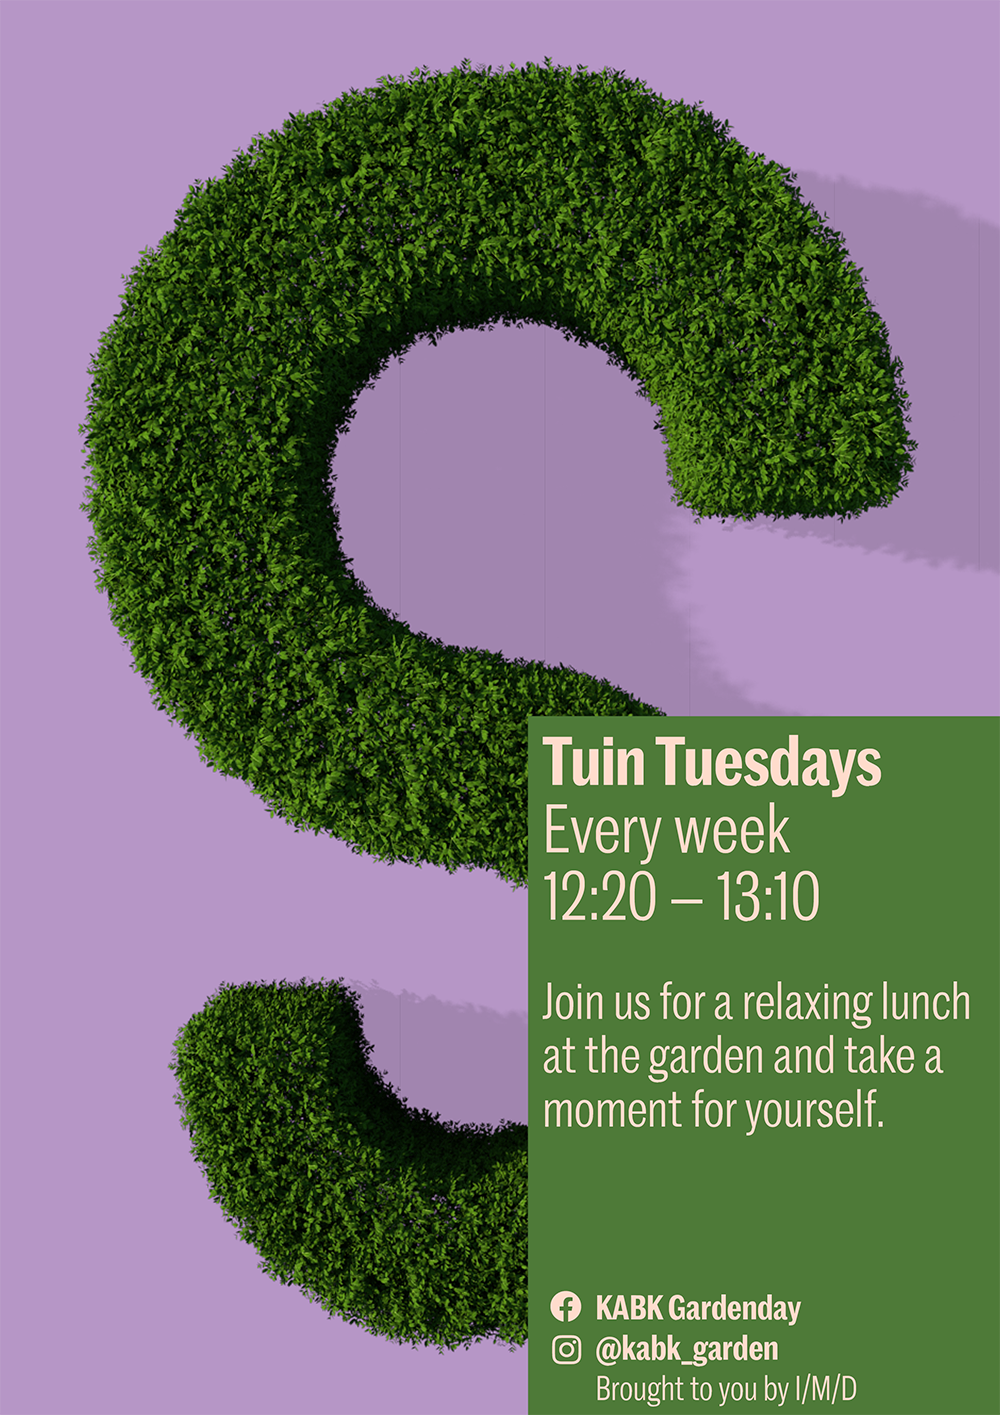 Tuin Tuesdays
Every week
12:20 – 13:10
Join us for a relaxing lunch
at the garden and take a
moment for yourself.
KABK Gardenday
@kabk_garden
Brought to you by I/M/D